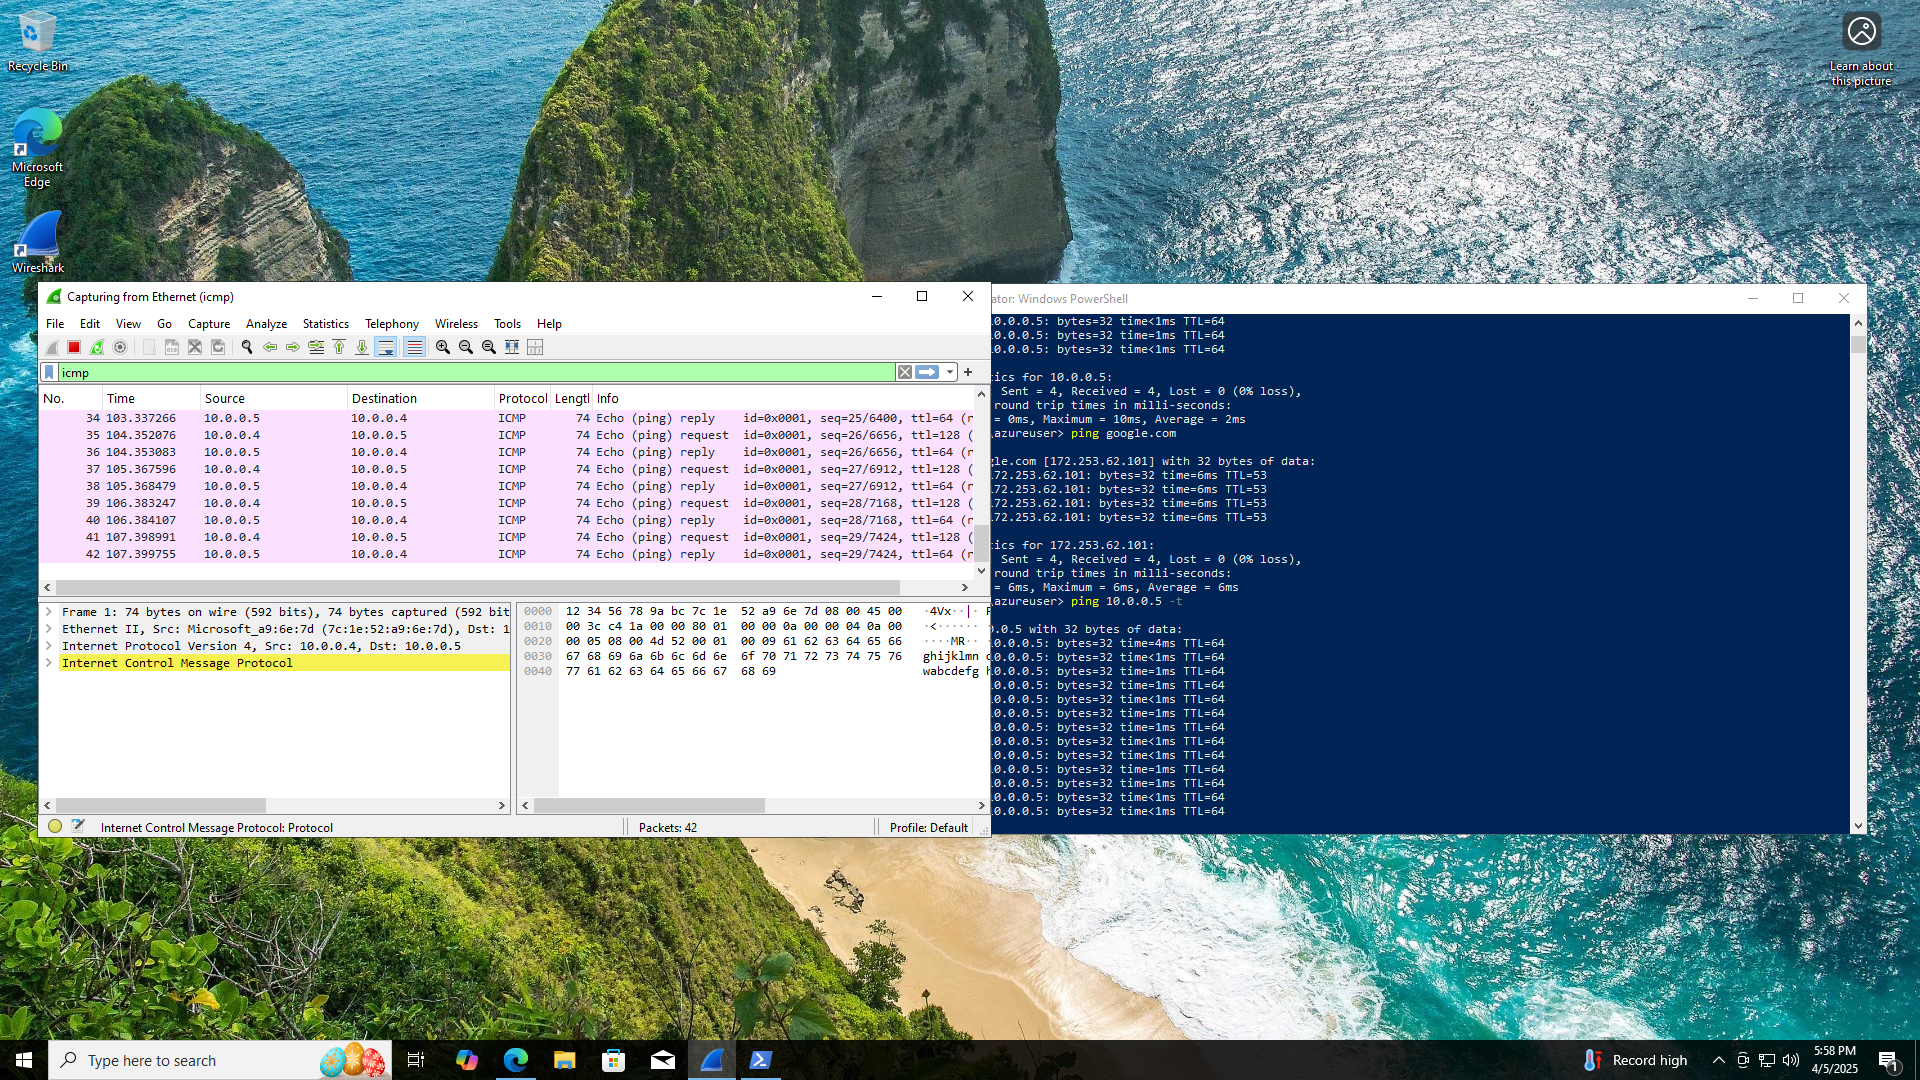 Recycle Bin
Microsoft
Edge
Wireshark
Learn about
this picture
Capturing from Ethernet (icmp)
File Edit View Go Capture Analyze Statistics Telephony Wireless Tools Help
icmp
No. Time Source Destination Protocol Lengtl Info
34 103.337266 10.0.0.5 10.0.0.4 ICMP 74 Echo (ping) reply id=0x0001, seq=25/6400, ttl=64 (r
35 104.352076 10.0.0.4 10.0.0.5 ICMP 74 Echo (ping) request id=0x0001, seq=26/6656, ttl=128 (
36 104.353083 10.0.0.5 10.0.0.4 ICMP 74 Echo (ping) reply id=0x0001, seq=26/6656, ttl=64 (r
37 105.367596 10.0.0.4 10.0.0.5 ICMP 74 Echo (ping) request id=0x0001, seq=27/6912, ttl=128 (
38 105.368479 10.0.0.5 10.0.0.4 ICMP 74 Echo (ping) reply id=0x0001, seq=27/6912, ttl=64 (r
39 106.383247 10.0.0.4 10.0.0.5 ICMP 74 Echo (ping) request id=0x0001, seq=28/7168, ttl=128 (
40 106.384107 10.0.0.5 10.0.0.4 ICMP 74 Echo (ping) reply id=0x0001, seq=28/7168, ttl=64 (r
41 107.398991 10.0.0.4 10.0.0.5 ICMP 74 Echo (ping) request id=0x0001, seq=29/7424, ttl=128 (
42 107.399755 10.0.0.5 10.0.0.4 ICMP 74 Echo (ping) reply id=0x0001, seq=29/7424, ttl=64 (r
Frame 1: 74 bytes on wire (592 bits), 74 bytes captured (592 bit
Ethernet II, Src: Microsoft_a9:6e:7d (7c:1e:52:a9:6e:7d), Dst: 1
Internet Protocol Version 4, Src: 10.0.0.4, Dst: 10.0.0.5
Internet Control Message Protocol
0000 12 34 56 78 9a bc 7c 1e 52 a9 6e 7d 08 00 45 00 ·4Vx··|· R
0010 00 3c c4 1a 00 00 80 01 00 00 0a 00 00 04 0a 00 ·<······
0020 00 05 08 00 4d 52 00 01 00 09 61 62 63 64 65 66 ····MR··
0030 67 68 69 6a 6b 6c 6d 6e 6f 70 71 72 73 74 75 76 ghijklmn o
0040 77 61 62 63 64 65 66 67 68 69 wabcdefg h
Internet Control Message Protocol: Protocol
Packets: 42
Profile: Default
ator: Windows PowerShell
.0.0.5: bytes=32 time<1ms TTL=64
.0.0.5: bytes=32 time=1ms TTL=64
.0.0.5: bytes=32 time<1ms TTL=64
tics for 10.0.0.5:
Sent = 4, Received = 4, Lost = 0 (0% loss),
round trip times in milli-seconds:
= 0ms, Maximum = 10ms, Average = 2ms
\azureuser> ping google.com
gle.com [172.253.62.101] with 32 bytes of data:
172.253.62.101: bytes=32 time=6ms TTL=53
172.253.62.101: bytes=32 time=6ms TTL=53
172.253.62.101: bytes=32 time=6ms TTL=53
172.253.62.101: bytes=32 time=6ms TTL=53
tics for 172.253.62.101:
Sent = 4, Received = 4, Lost = 0 (0% loss),
round trip times in milli-seconds:
= 6ms, Maximum = 6ms, Average = 6ms
\azureuser> ping 10.0.0.5 -t
0.0.5 with 32 bytes of data:
.0.0.5: bytes=32 time=4ms TTL=64
.0.0.5: bytes=32 time<1ms TTL=64
.0.0.5: bytes=32 time=1ms TTL=64
.0.0.5: bytes=32 time=1ms TTL=64
.0.0.5: bytes=32 time<1ms TTL=64
.0.0.5: bytes=32 time=1ms TTL=64
.0.0.5: bytes=32 time=1ms TTL=64
.0.0.5: bytes=32 time<1ms TTL=64
.0.0.5: bytes=32 time<1ms TTL=64
.0.0.5: bytes=32 time=1ms TTL=64
.0.0.5: bytes=32 time=1ms TTL=64
.0.0.5: bytes=32 time<1ms TTL=64
.0.0.5: bytes=32 time<1ms TTL=64
Type here to search
Record high
5:58 PM
4/5/2025
1